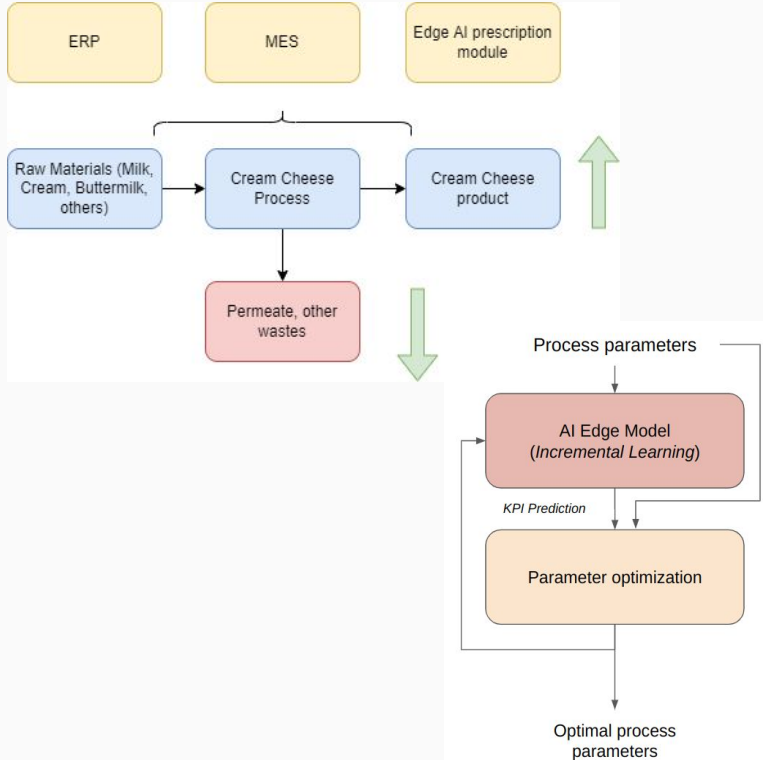 ERP
MES
Edge AI prescription
module
Raw Materials (Milk,
Cream, Buttermilk,
others)
Cream Cheese
Process
Cream Cheese
product
Permeate, other
wastes
Process parameters
AI Edge Model
(Incremental Learning)
KPI Prediction
Parameter optimization
Optimal process
parameters